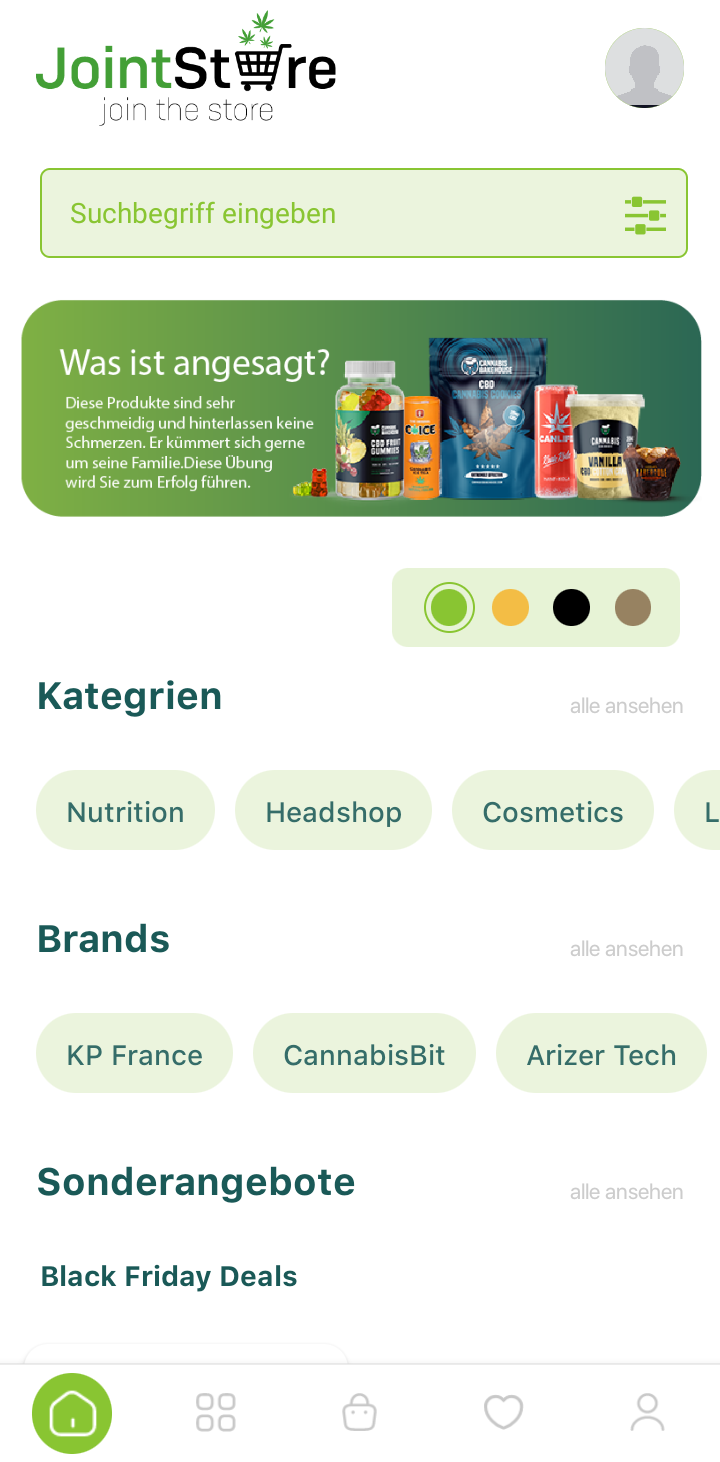 JointStore
join the store
Suchbegriff eingeben
Was ist angesagt?
Diese Produkte sind sehr
geschmeidig und hinterlassen keine
Schmerzen. Er kümmert sich gerne
um seine Familie.Diese Übung
wird Sie zum Erfolg führen.
CBD FRUIT
GUMMIES
C ICE
CANNABIS
BAKEHOUSE
CBD
CANNABIS COOKIES
CANLIFE
CANNABIS
VANILLA
CBD
Kategrien
alle ansehen
Nutrition
Headshop
Cosmetics
L
Brands
alle ansehen
KP France
CannabisBit
Arizer Tech
Sonderangebote
alle ansehen
Black Friday Deals